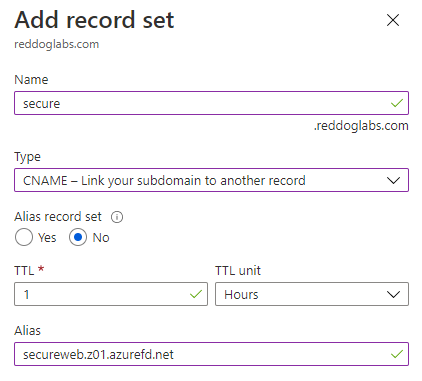 Add record set
reddoglabs.com
Name
secure
.reddoglabs.com
Type
CNAME – Link your subdomain to another record
Alias record set
Yes No
TTL * TTL unit
1 Hours
Alias
secureweb.z01.azurefd.net